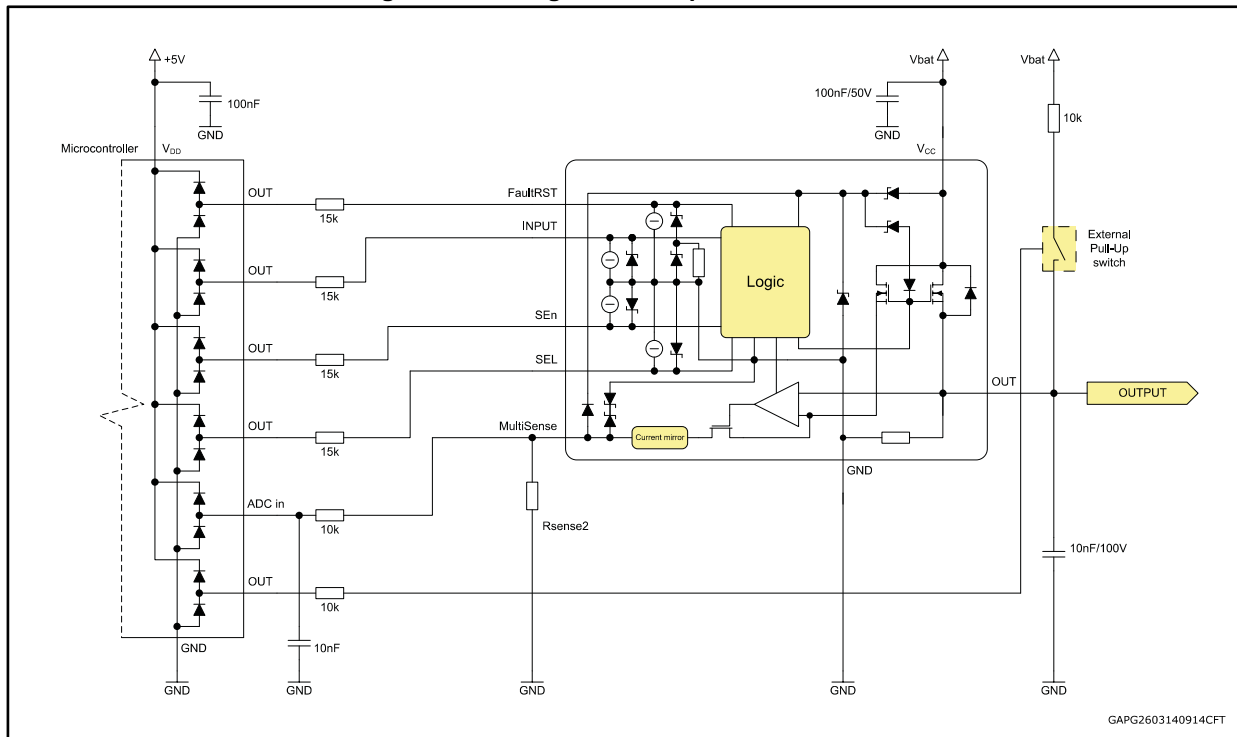 +5V
100nF
GND
Microcontroller
VDD
OUT
15k
OUT
15k
OUT
15k
OUT
15k
ADC in
10k
OUT
10k
GND
10nF
GND
GND
FaultRST
INPUT
SEn
SEL
MultiSense
Rsense2
GND
Vbat
100nF/50V
GND
VCC
Logic
Current mirror
OUT
GND
GND
Vbat
10k
External
Pull-Up
switch
OUTPUT
10nF/100V
GND
GAPG2603140914CFT